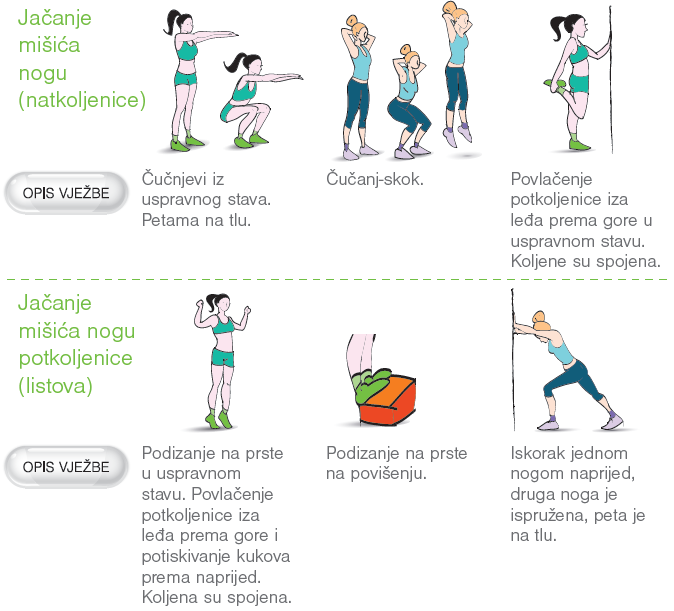 Jačanje
mišića
nogu
(natkoljenice)
OPIS VJEŽBE
Čučnjevi iz
uspravnog stava.
Petama na tlu.
Čučanj-skok.
Povlačenje
potkoljenice iza
leđa prema gore u
uspravnom stavu.
Koljene su spojena.
Jačanje
mišića nogu
potkoljenice
(listova)
OPIS VJEŽBE
Podizanje na prste
u uspravnom
stavu. Povlačenje
potkoljenice iza
leđa prema gore i
potiskivanje kukova
prema naprijed.
Koljena su spojena.
Podizanje na prste
na povišenju.
Iskorak jednom
nogom naprijed,
druga noga je
ispružena, peta je
na tlu.